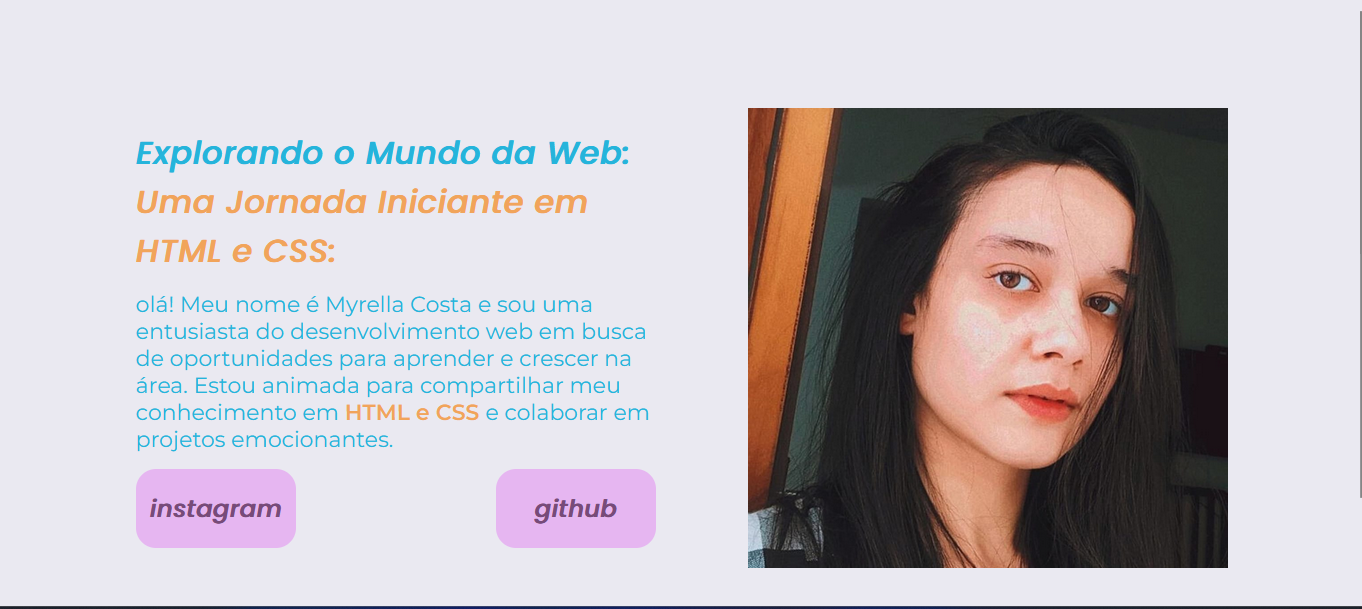 Explorando o Mundo da Web:
Uma Jornada Iniciante em
HTML e CSS:
olá! Meu nome é Myrella Costa e sou uma
entusiasta do desenvolvimento web em busca
de oportunidades para aprender e crescer na
área. Estou animada para compartilhar meu
conhecimento em HTML e CSS e colaborar em
projetos emocionantes.
instagram
github